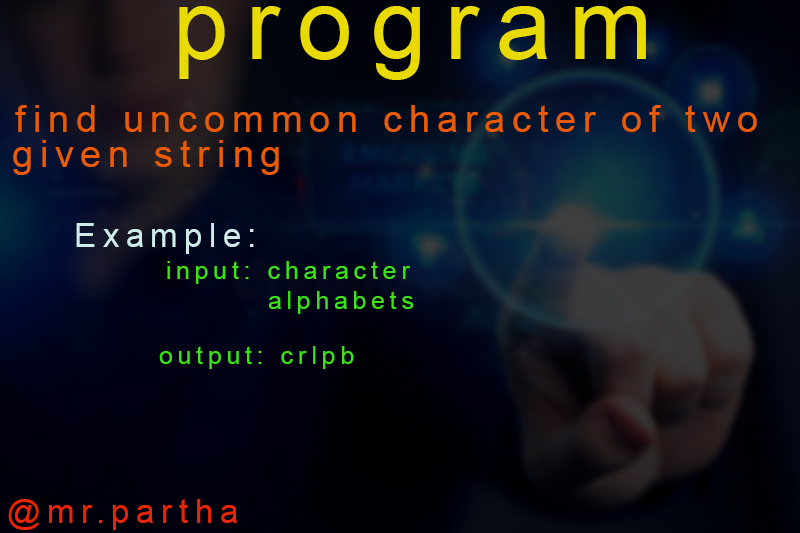 program
find uncommon character of two
given string
Example:
input: character
alphabets
output: crlpb
@mr.partha